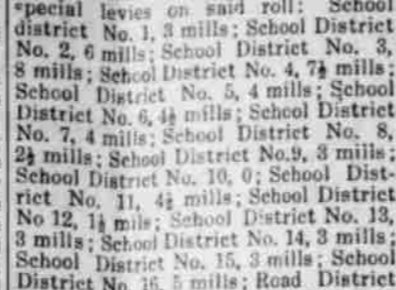 special levies on said roll: School
district No. 1, 3 mills; School District
No. 2, 6 mills; School District No. 3,
8 mills; School District No. 4, 7½ mills;
School District No. 5, 4 mills; School
District No. 6, 4½ mills; School District
No. 7, 4 mills; School District No. 8,
2½ mills; School District No.9, 3 mills;
School District No. 10, 0; School Dist-
rict No. 11, 4½ mills; School District
No 12, 1½ mils; School District No. 13,
3 mills; School District No. 14, 3 mills;
School District No. 15, 3 mills; School
District No. 16, 5 mills; Road District